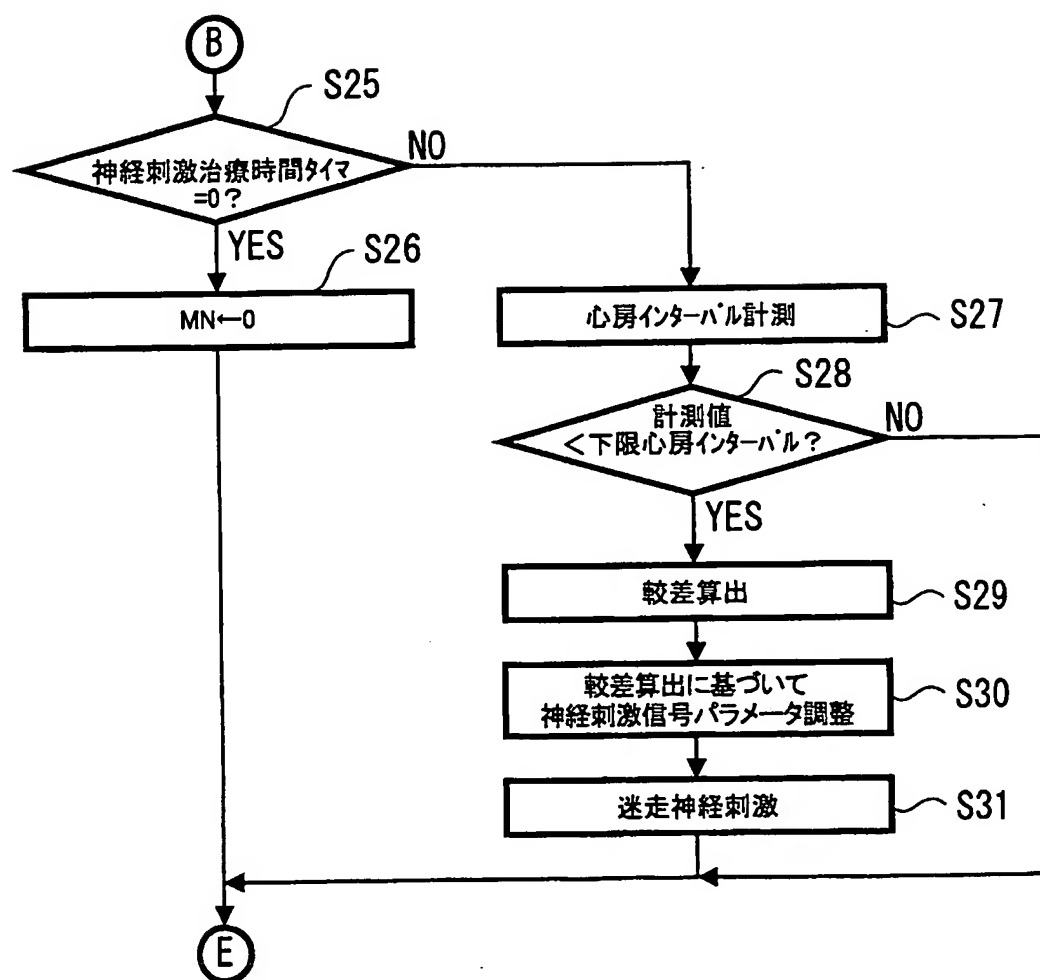 B
S25
神経刺激治療時間タイマ
=0?
NO
YES
S26
MN←0
心房インターバル計測
S27
S28
計測値
<下限心房インターバル?
NO
YES
較差算出
S29
較差算出に基づいて
神経刺激信号パラメータ調整
S30
迷走神経刺激
S31
E